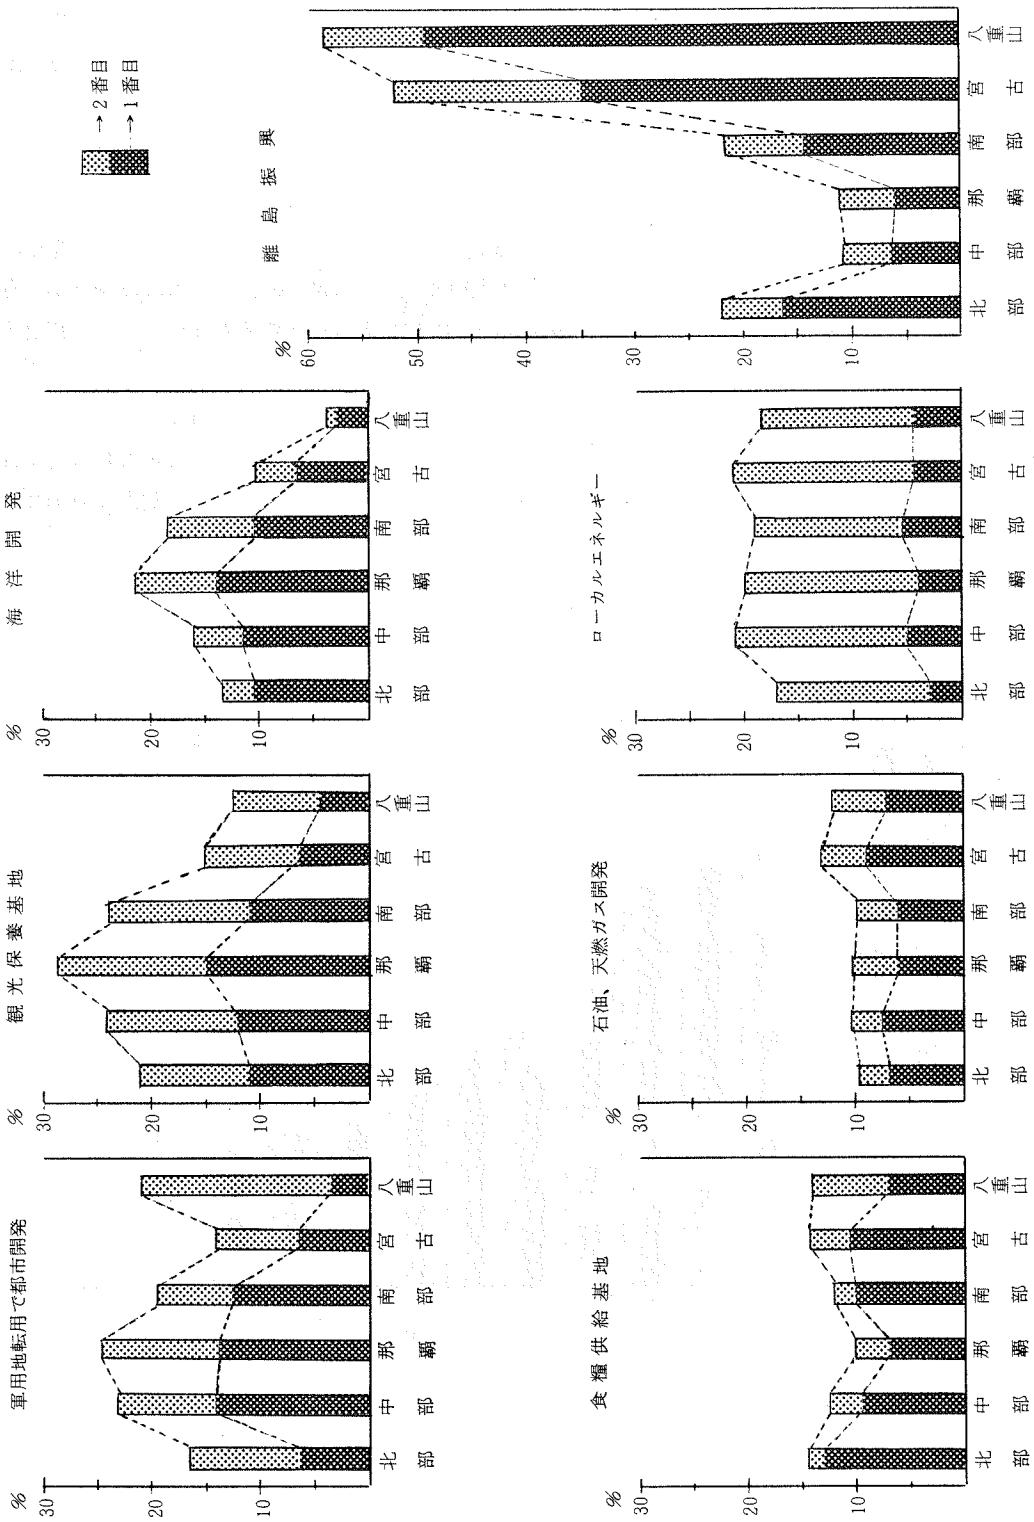 軍用地転用で都市開発
%
30
20
10
北部 中部 那覇 南部 宮古 八重山
観光保養基地
%
30
20
10
北部 中部 那覇 南部 宮古 八重山
海洋開発
%
30
20
10
北部 中部 那覇 南部 宮古 八重山
→2番目
→1番目
食糧供給基地
%
30
20
10
北部 中部 那覇 南部 宮古 八重山
石油、天燃ガス開発
%
30
20
10
北部 中部 那覇 南部 宮古 八重山
ローカルエネルギー
%
30
20
10
北部 中部 那覇 南部 宮古 八重山
離島振興
%
60
50
40
30
20
10
北部 中部 那覇 南部 宮古 八重山